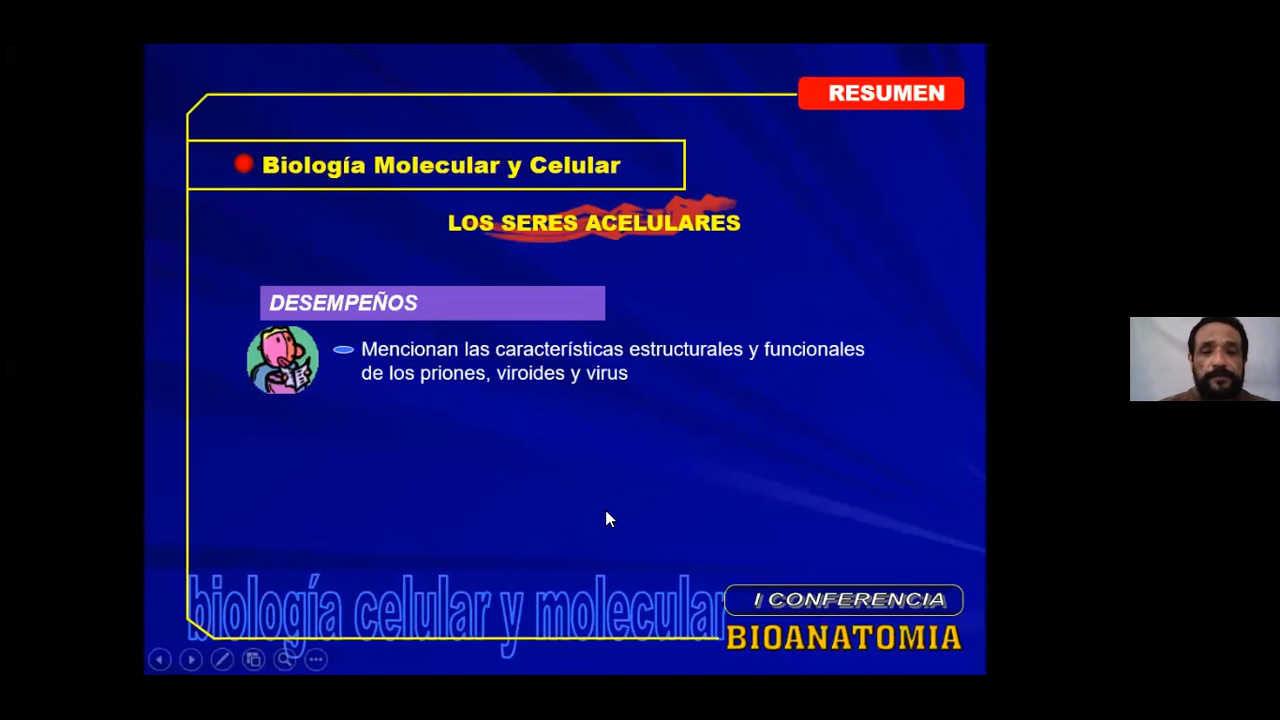 RESUMEN
Biología Molecular y Celular
LOS SERES ACELULARES
DESEMPEÑOS
Mencionan las características estructurales y funcionales
de los priones, viroides y virus
biología celular y molecular
I CONFERENCIA
BIOANATOMIA